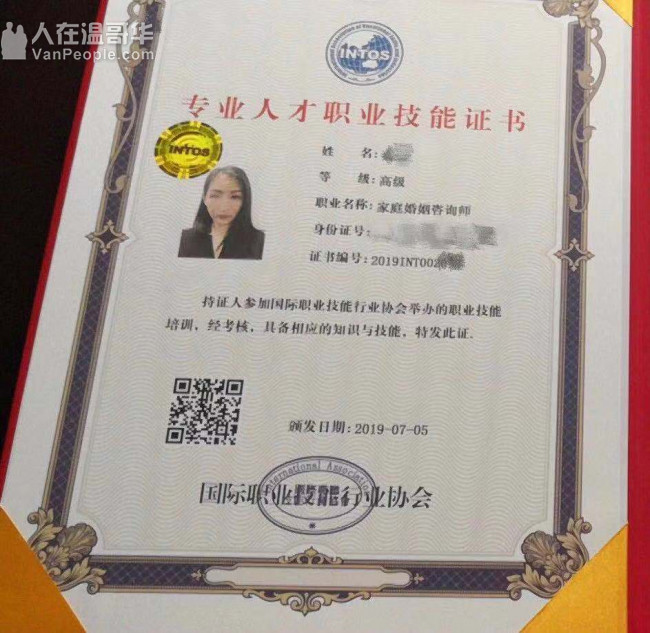 人在温哥华
VanPeople.com
INTOS
专业人才职业技能证书
INTOS
姓 名:
等 级:高级
职业名称:家庭婚姻咨询师
身份证号:
证书编号:2019INT002
持证人参加国际职业技能行业协会举办的职业技能
培训，经考核，具备相应的知识与技能，特发此证.
颁发日期:2019-07-05
International Association
国际职业技能行业协会